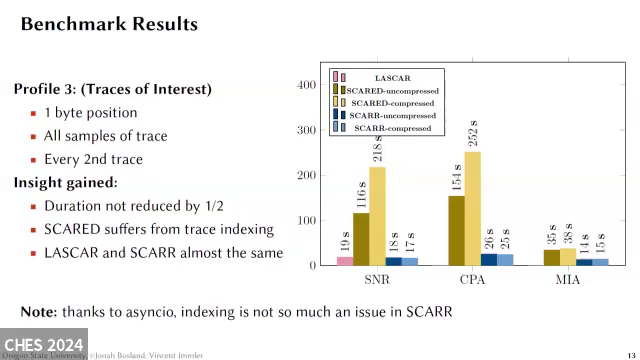 Benchmark Results
Profile 3: (Traces of Interest)
1 byte position
All samples of trace
Every 2nd trace
Insight gained:
Duration not reduced by 1/2
SCARED suffers from trace indexing
LASCAR and SCARR almost the same
400
300
200
100
0
LASCAR
SCARED-uncompressed
SCARED-compressed
SCARR-uncompressed
SCARR-compressed
19 s
116 s
218 s
18 s
17 s
154 s
252 s
26 s
25 s
35 s
38 s
14 s
15 s
SNR
CPA
MIA
Note: thanks to asyncio, indexing is not so much an issue in SCARR
CHES 2024
Oregon State University, ©Jonah Bosland, Vincent Immler
13